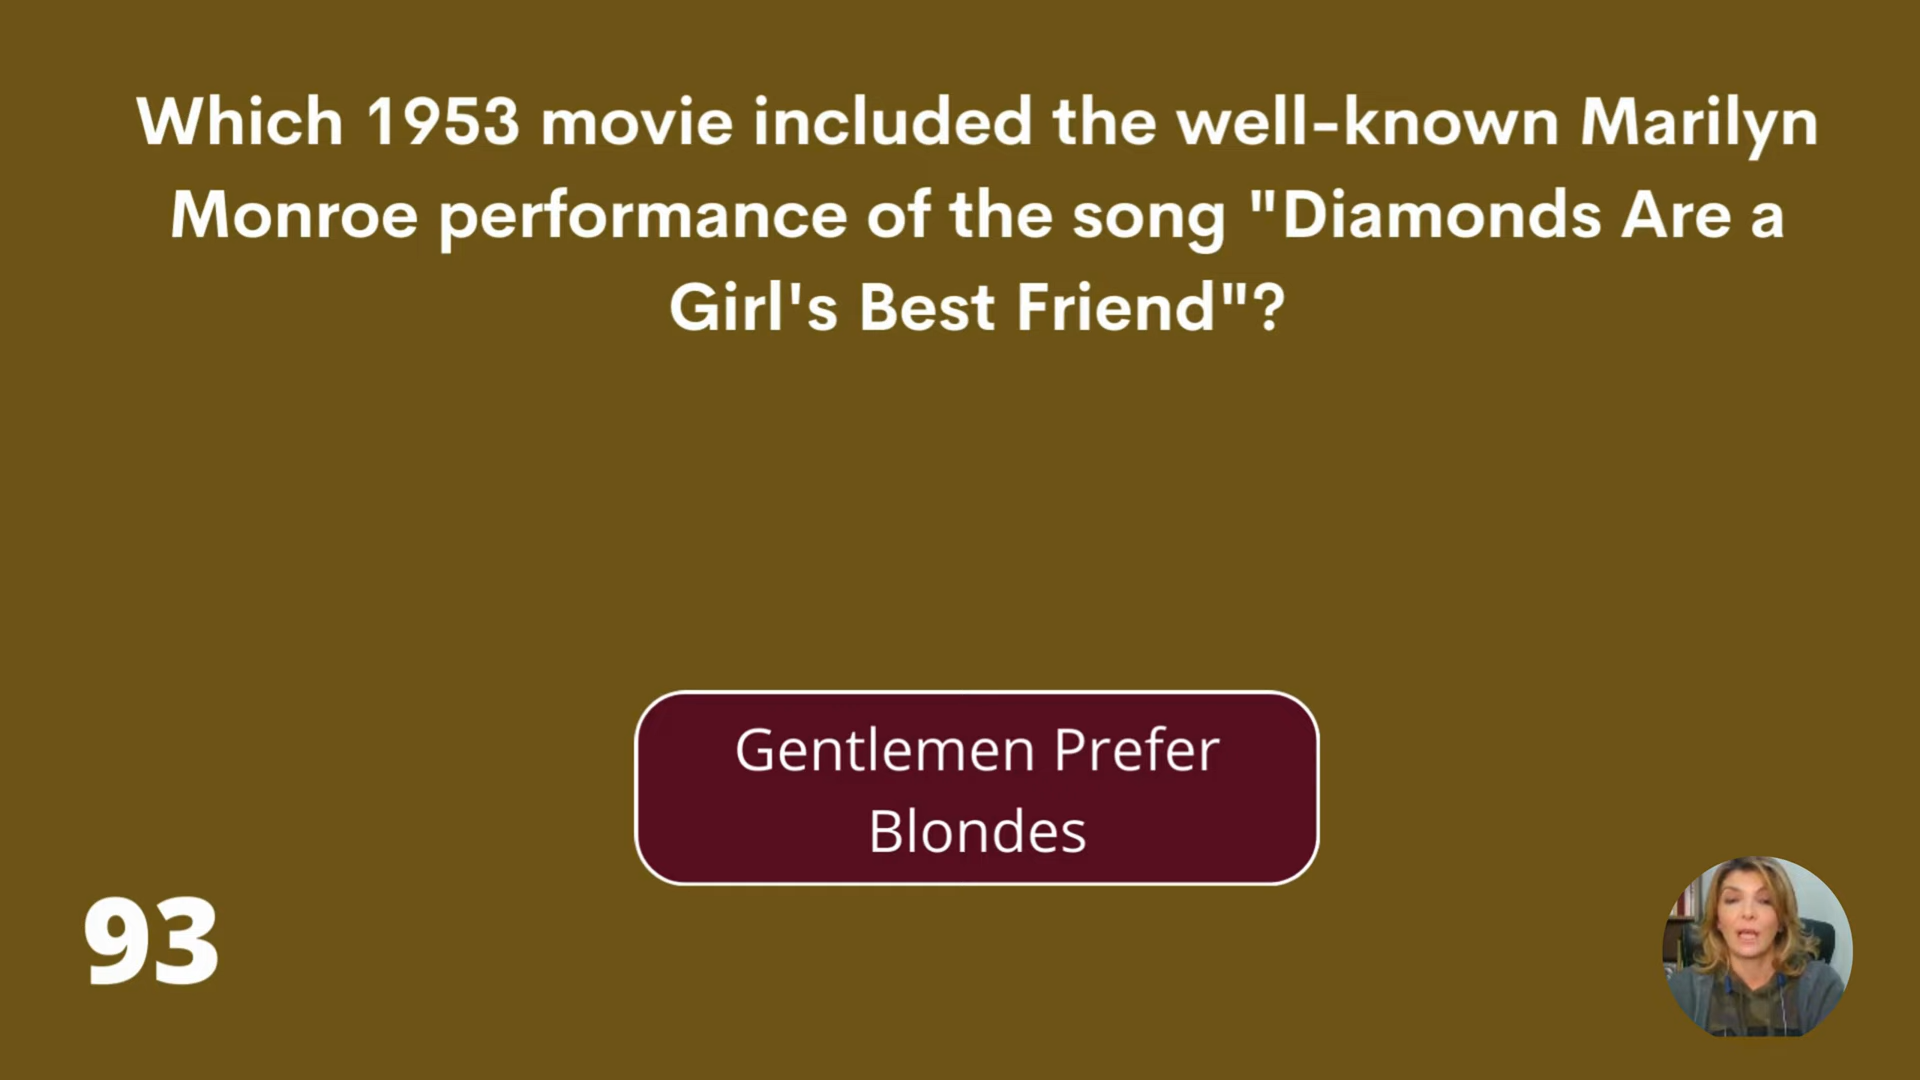 Which 1953 movie included the well-known Marilyn
Monroe performance of the song "Diamonds Are a
Girl's Best Friend"?
Gentlemen Prefer
Blondes
93